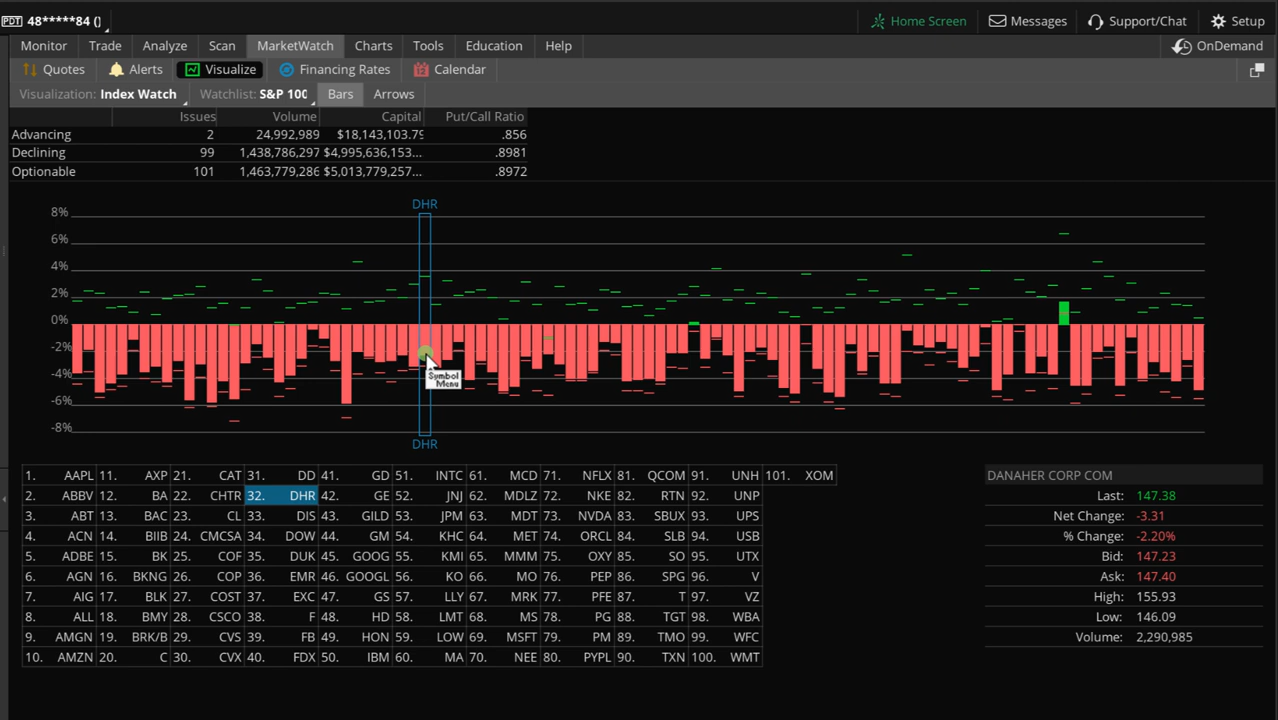 PDT 48*****84 ()
Home Screen Messages Support/Chat Setup
Monitor Trade Analyze Scan MarketWatch Charts Tools Education Help OnDemand
Quotes Alerts Visualize Financing Rates Calendar
Visualization: Index Watch Watchlist: S&P 100 Bars Arrows
Issues Volume Capital Put/Call Ratio
Advancing 2 24,992,989 $18,143,103.79 .856
Declining 99 1,438,786,297 $4,995,636,153... .8981
Optionable 101 1,463,779,286 $5,013,779,257... .8972
DHR
8%
6%
4%
2%
0%
-2%
-4%
Symbol
Menu
-6%
-8%
DHR
1. AAPL 11. AXP 21. CAT 31. DD 41. GD 51. INTC 61. MCD 71. NFLX 81. QCOM 91. UNH 101. XOM
2. ABBV 12. BA 22. CHTR 32. DHR 42. GE 52. JNJ 62. MDLZ 72. NKE 82. RTN 92. UNP
3. ABT 13. BAC 23. CL 33. DIS 43. GILD 53. JPM 63. MDT 73. NVDA 83. SBUX 93. UPS
4. ACN 14. BIIB 24. CMCSA 34. DOW 44. GM 54. KHC 64. MET 74. ORCL 84. SLB 94. USB
5. ADBE 15. BK 25. COF 35. DUK 45. GOOG 55. KMI 65. MMM 75. OXY 85. SO 95. UTX
6. AGN 16. BKNG 26. COP 36. EMR 46. GOOGL 56. KO 66. MO 76. PEP 86. SPG 96. V
7. AIG 17. BLK 27. COST 37. EXC 47. GS 57. LLY 67. MRK 77. PFE 87. T 97. VZ
8. ALL 18. BMY 28. CSCO 38. F 48. HD 58. LMT 68. MS 78. PG 88. TGT 98. WBA
9. AMGN 19. BRK/B 29. CVS 39. FB 49. HON 59. LOW 69. MSFT 79. PM 89. TMO 99. WFC
10. AMZN 20. C 30. CVX 40. FDX 50. IBM 60. MA 70. NEE 80. PYPL 90. TXN 100. WMT
DANAHER CORP COM
Last: 147.38
Net Change: -3.31
% Change: -2.20%
Bid: 147.23
Ask: 147.40
High: 155.93
Low: 146.09
Volume: 2,290,985